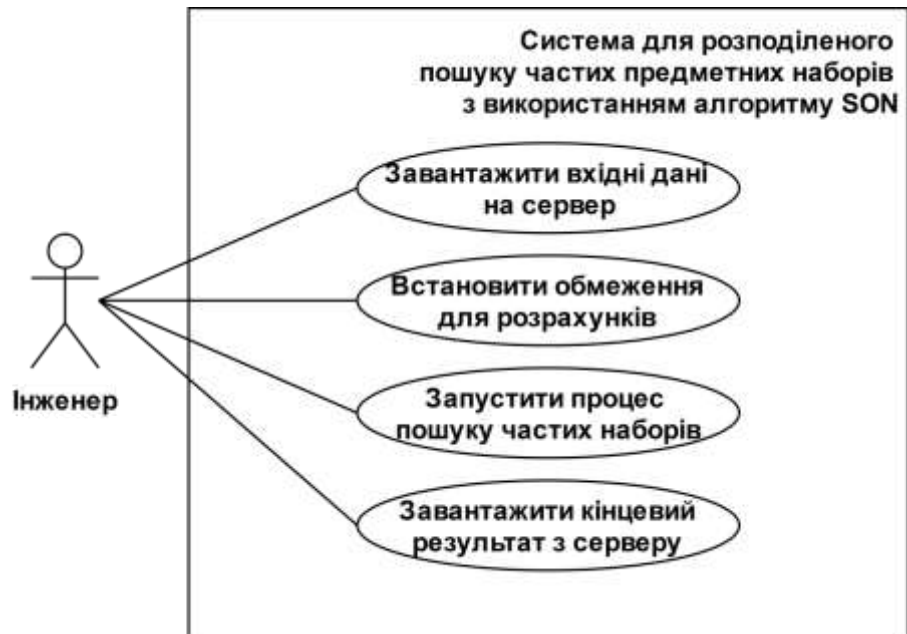 Система для розподіленого
пошуку частих предметних наборів
з використанням алгоритму SON
Завантажити вхідні дані
на сервер
Встановити обмеження
для розрахунків
Інженер
Запустити процес
пошуку частих наборів
Завантажити кінцевий
результат з серверу